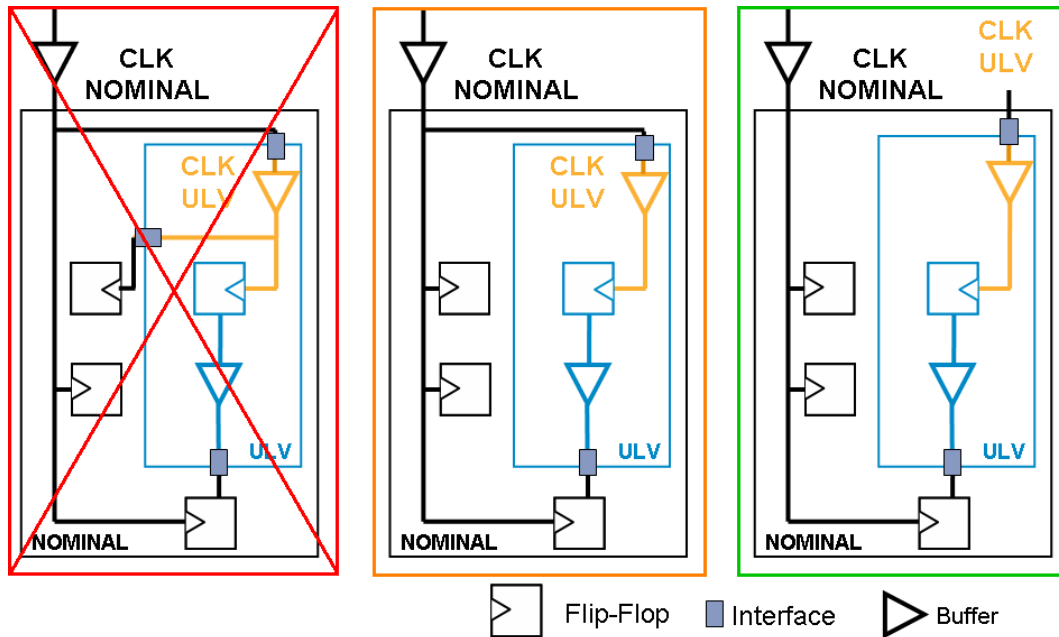 CLK
NOMINAL
CLK
ULV
ULV
NOMINAL
CLK
NOMINAL
CLK
ULV
ULV
NOMINAL
CLK
ULV
CLK
NOMINAL
ULV
NOMINAL
Flip-Flop
Interface
Buffer